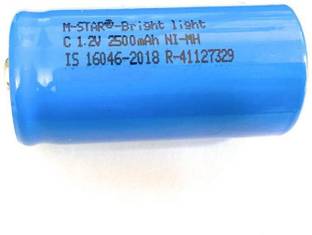 M-STAR®-Bright light
C 1.2V 2500mAh NI-MH
IS 16046-2018 R-41127329